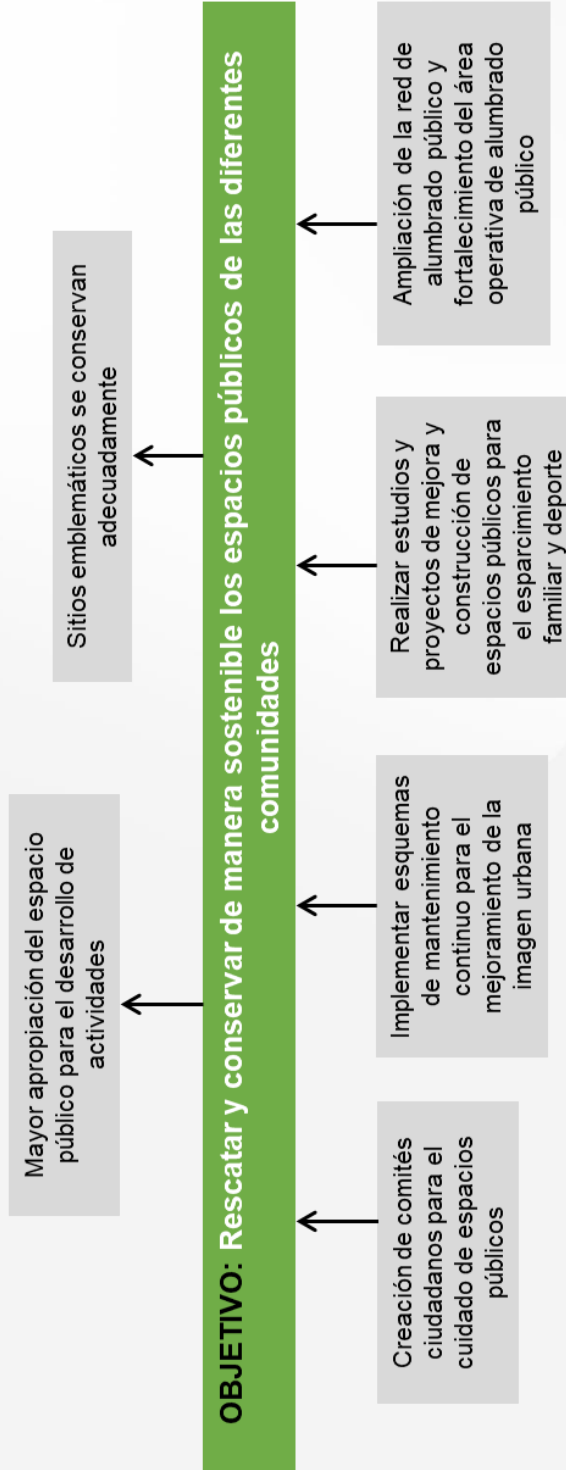 Mayor apropiación del espacio
público para el desarrollo de
actividades
Sitios emblemáticos se conservan
adecuadamente
OBJETIVO: Rescatar y conservar de manera sostenible los espacios públicos de las diferentes
comunidades
Creación de comités
ciudadanos para el
cuidado de espacios
públicos
Implementar esquemas
de mantenimiento
continuo para el
mejoramiento de la
imagen urbana
Realizar estudios y
proyectos de mejora y
construcción de
espacios públicos para
el esparcimiento
familiar y deporte
Ampliación de la red de
alumbrado público y
fortalecimiento del área
operativa de alumbrado
público